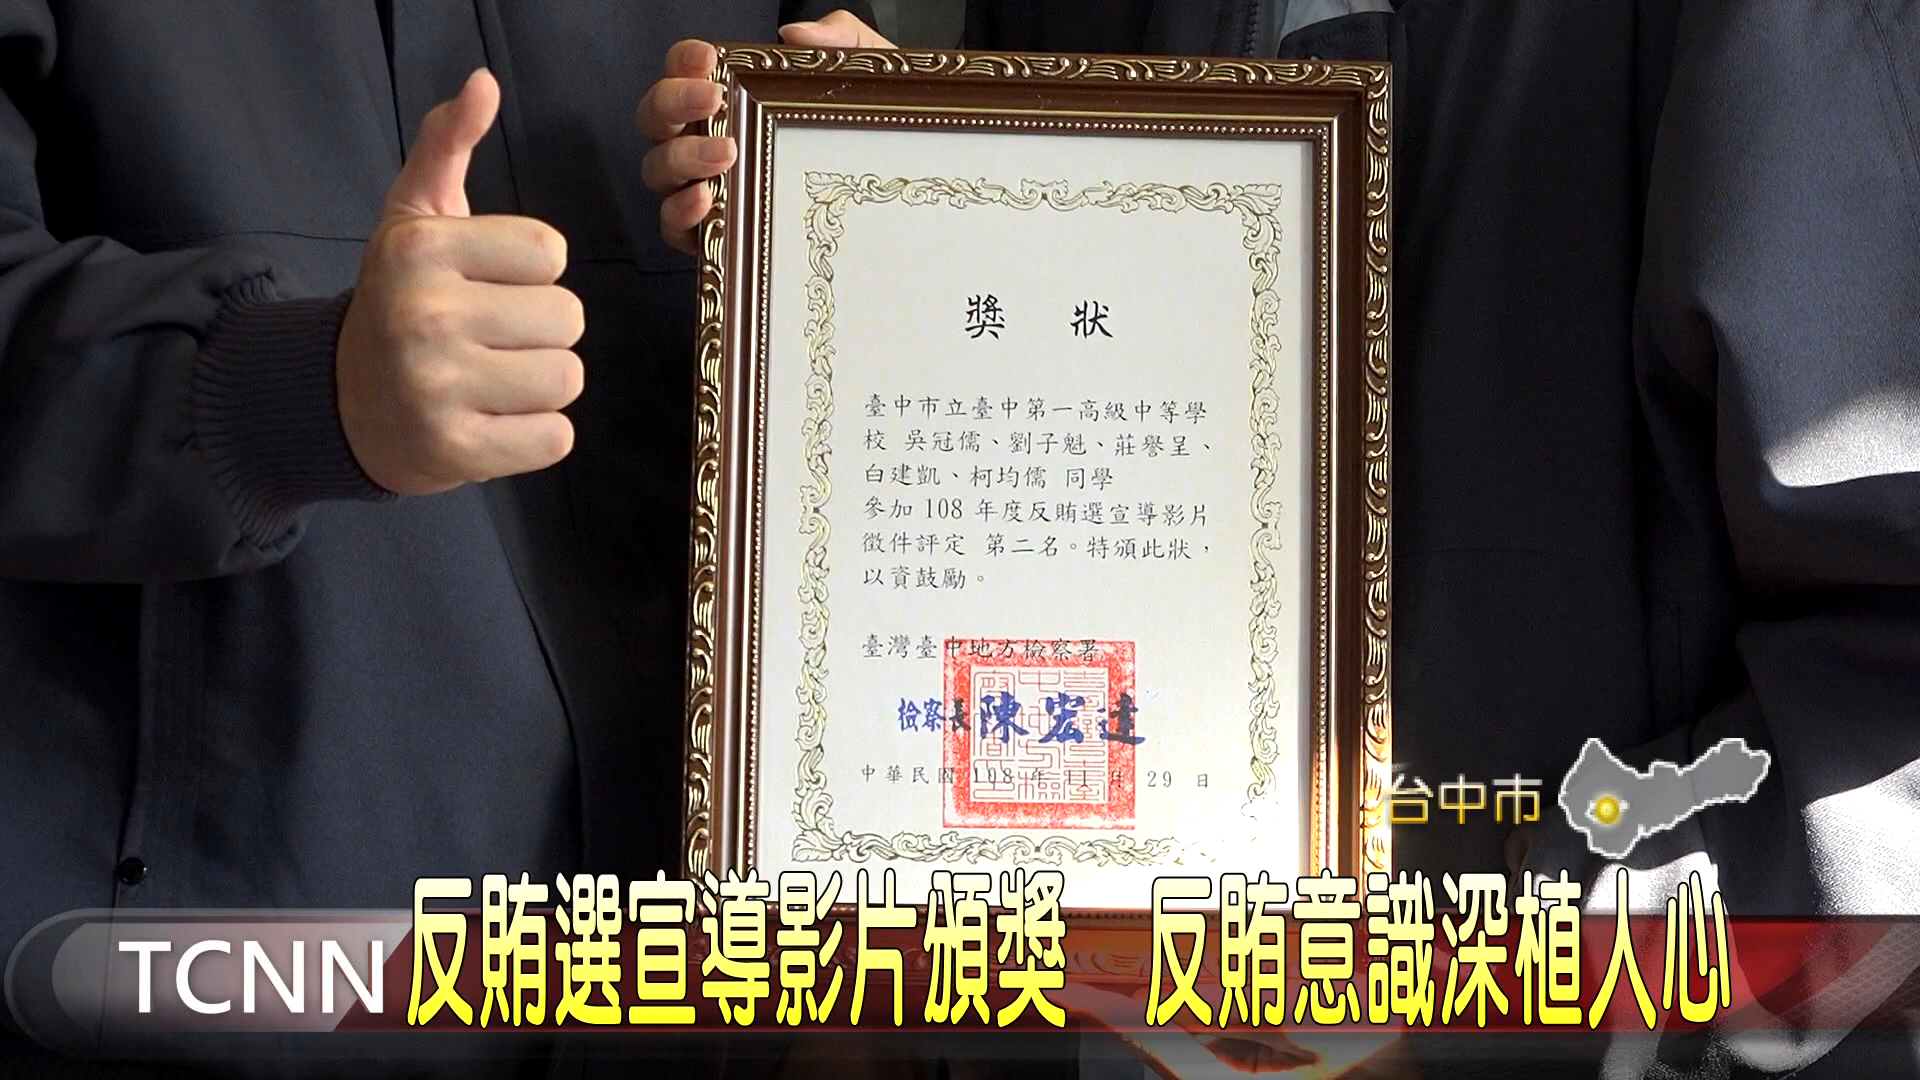 獎 狀
臺中市立臺中第一高級中等學
校 吳冠儒、劉子魁、莊譽呈、
白建凱、柯均儒 同學
參加 108 年度反賄選宣導影片
徵件評定 第二名。特頒此狀,
以資鼓勵。
臺灣臺中地方檢察署
檢察長陳宏達
中華民國 108 年 11 月 29 日
台中市
TCNN 反賄選宣導影片頒獎 反賄意識深植人心